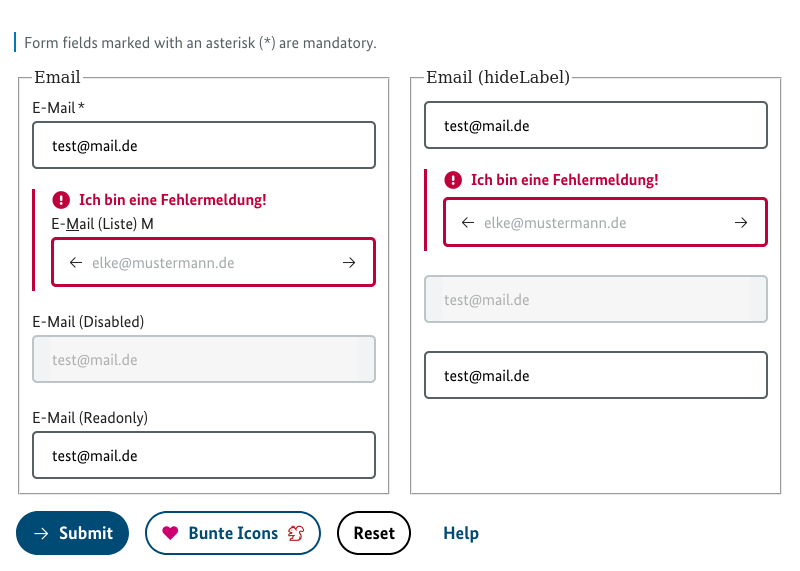 Form fields marked with an asterisk (*) are mandatory.
Email
E-Mail *
test@mail.de
Ich bin eine Fehlermeldung!
E-Mail (Liste) M
elke@mustermann.de
E-Mail (Disabled)
test@mail.de
E-Mail (Readonly)
test@mail.de
Email (hideLabel)
test@mail.de
Ich bin eine Fehlermeldung!
elke@mustermann.de
test@mail.de
test@mail.de
Submit
Bunte Icons
Reset
Help